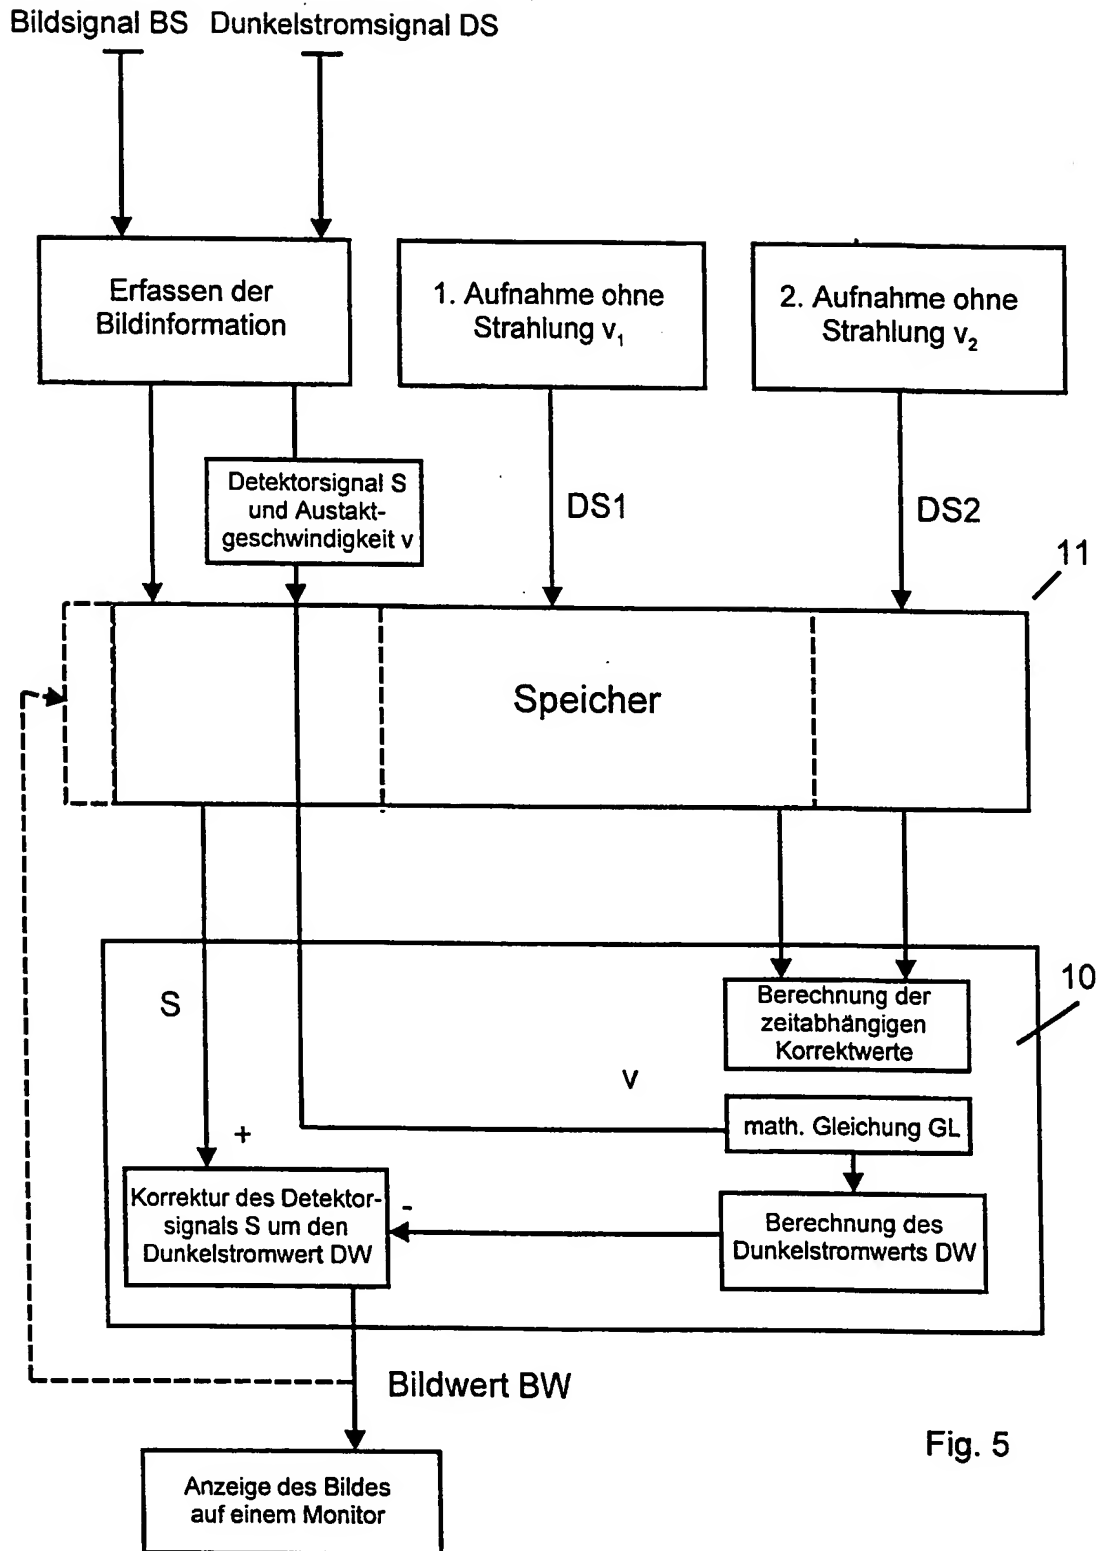 Bildsignal BS Dunkelstromsignal DS
Erfassen der
Bildinformation
1. Aufnahme ohne
Strahlung v₁
2. Aufnahme ohne
Strahlung v₂
Detektorsignal S
und Austakt-
geschwindigkeit v
DS1
DS2
11
Speicher
10
S
Berechnung der
zeitabhängigen
Korrektwerte
v
math. Gleichung GL
+
Korrektur des Detektor-
signals S um den
Dunkelstromwert DW
-
Berechnung des
Dunkelstromwerts DW
Bildwert BW
Fig. 5
Anzeige des Bildes
auf einem Monitor